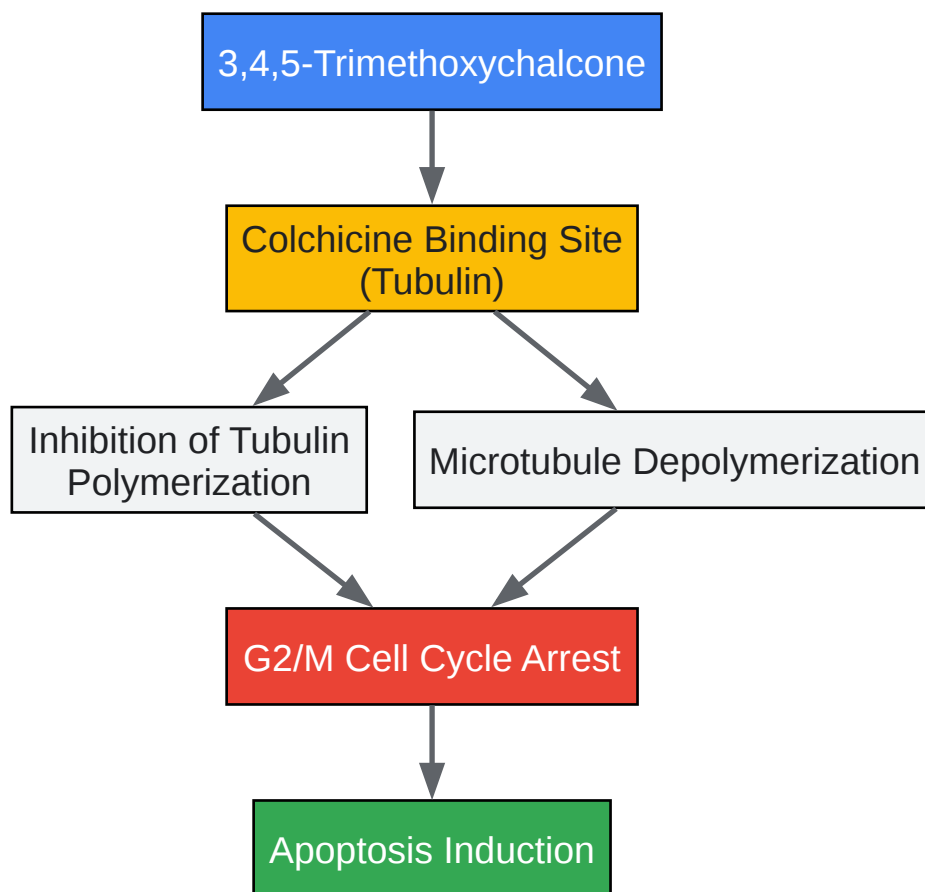 3,4,5-Trimethoxychalcone
Colchicine Binding Site
(Tubulin)
Inhibition of Tubulin
Polymerization
Microtubule Depolymerization
G2/M Cell Cycle Arrest
Apoptosis Induction